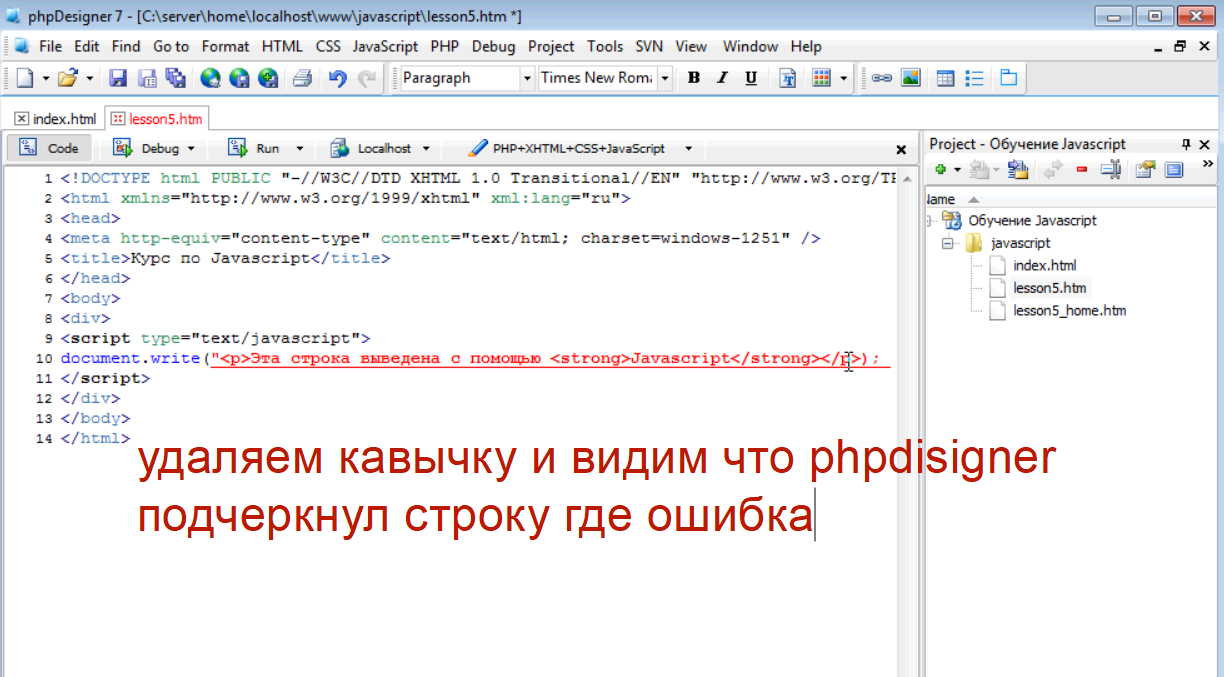 phpDesigner 7 - [C:\server\home\localhost\www\javascript\lesson5.htm *]
File Edit Find Go to Format HTML CSS JavaScript PHP Debug Project Tools SVN View Window Help
Paragraph Times New Roma B I U
index.html lesson5.htm
Code Debug Run Localhost PHP+XHTML+CSS+JavaScript
1 <!DOCTYPE html PUBLIC "-//W3C//DTD XHTML 1.0 Transitional//EN" "http://www.w3.org/TR
2 <html xmlns="http://www.w3.org/1999/xhtml" xml:lang="ru">
3 <head>
4 <meta http-equiv="content-type" content="text/html; charset=windows-1251" />
5 <title>Курс по Javascript</title>
6 </head>
7 <body>
8 <div>
9 <script type="text/javascript">
10 document.write("<p>Эта строка выведена с помощью <strong>Javascript</strong></p>);
11 </script>
12 </div>
13 </body>
14 </html>
удаляем кавычку и видим что phpdisigner
подчеркнул строку где ошибка
Project - Обучение Javascript
Name
Обучение Javascript
javascript
index.html
lesson5.htm
lesson5_home.htm